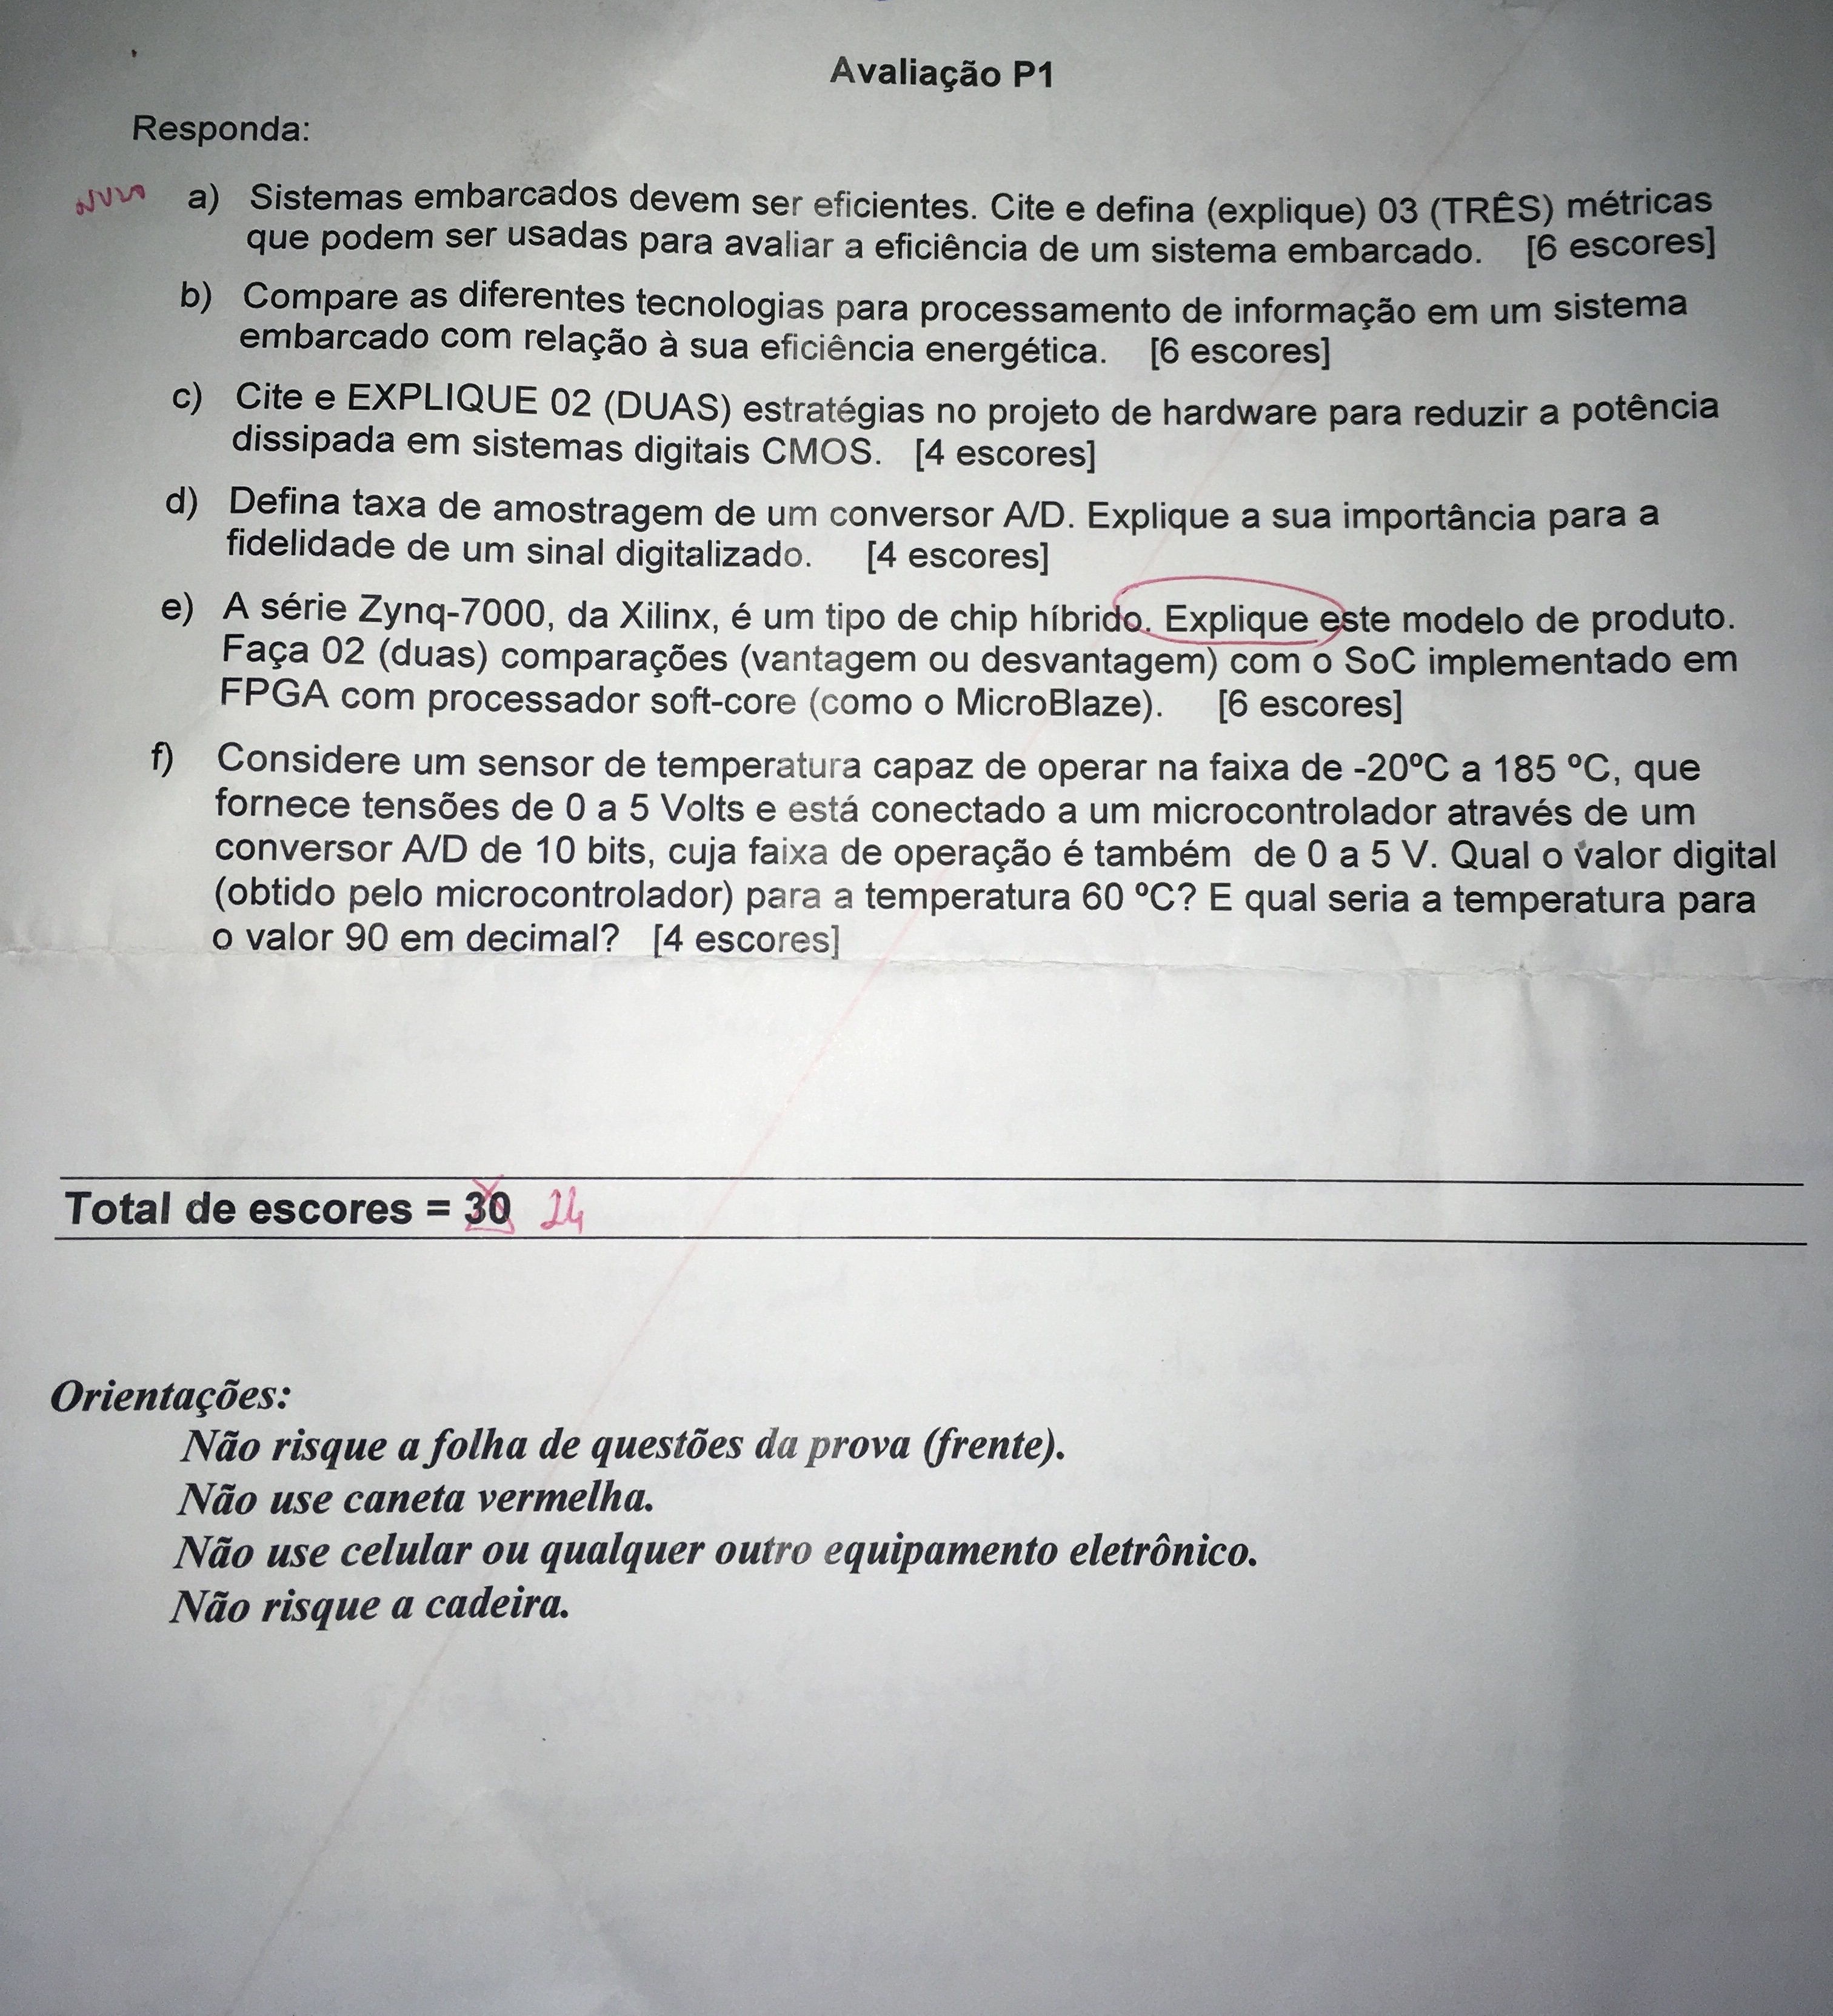 Avaliação P1
Responda:
a) Sistemas embarcados devem ser eficientes. Cite e defina (explique) 03 (TRÊS) métricas
que podem ser usadas para avaliar a eficiência de um sistema embarcado. [6 escores]
b) Compare as diferentes tecnologias para processamento de informação em um sistema
embarcado com relação à sua eficiência energética. [6 escores]
c) Cite e EXPLIQUE 02 (DUAS) estratégias no projeto de hardware para reduzir a potência
dissipada em sistemas digitais CMOS. [4 escores]
d) Defina taxa de amostragem de um conversor A/D. Explique a sua importância para a
fidelidade de um sinal digitalizado. [4 escores]
e) A série Zynq-7000, da Xilinx, é um tipo de chip híbrido. Explique este modelo de produto.
Faça 02 (duas) comparações (vantagem ou desvantagem) com o SoC implementado em
FPGA com processador soft-core (como o MicroBlaze). [6 escores]
f) Considere um sensor de temperatura capaz de operar na faixa de -20ºC a 185 ºC, que
fornece tensões de 0 a 5 Volts e está conectado a um microcontrolador através de um
conversor A/D de 10 bits, cuja faixa de operação é também de 0 a 5 V. Qual o valor digital
(obtido pelo microcontrolador) para a temperatura 60 ºC? E qual seria a temperatura para
o valor 90 em decimal? [4 escores]
Total de escores = 30 24
Orientações:
Não risque a folha de questões da prova (frente).
Não use caneta vermelha.
Não use celular ou qualquer outro equipamento eletrônico.
Não risque a cadeira.